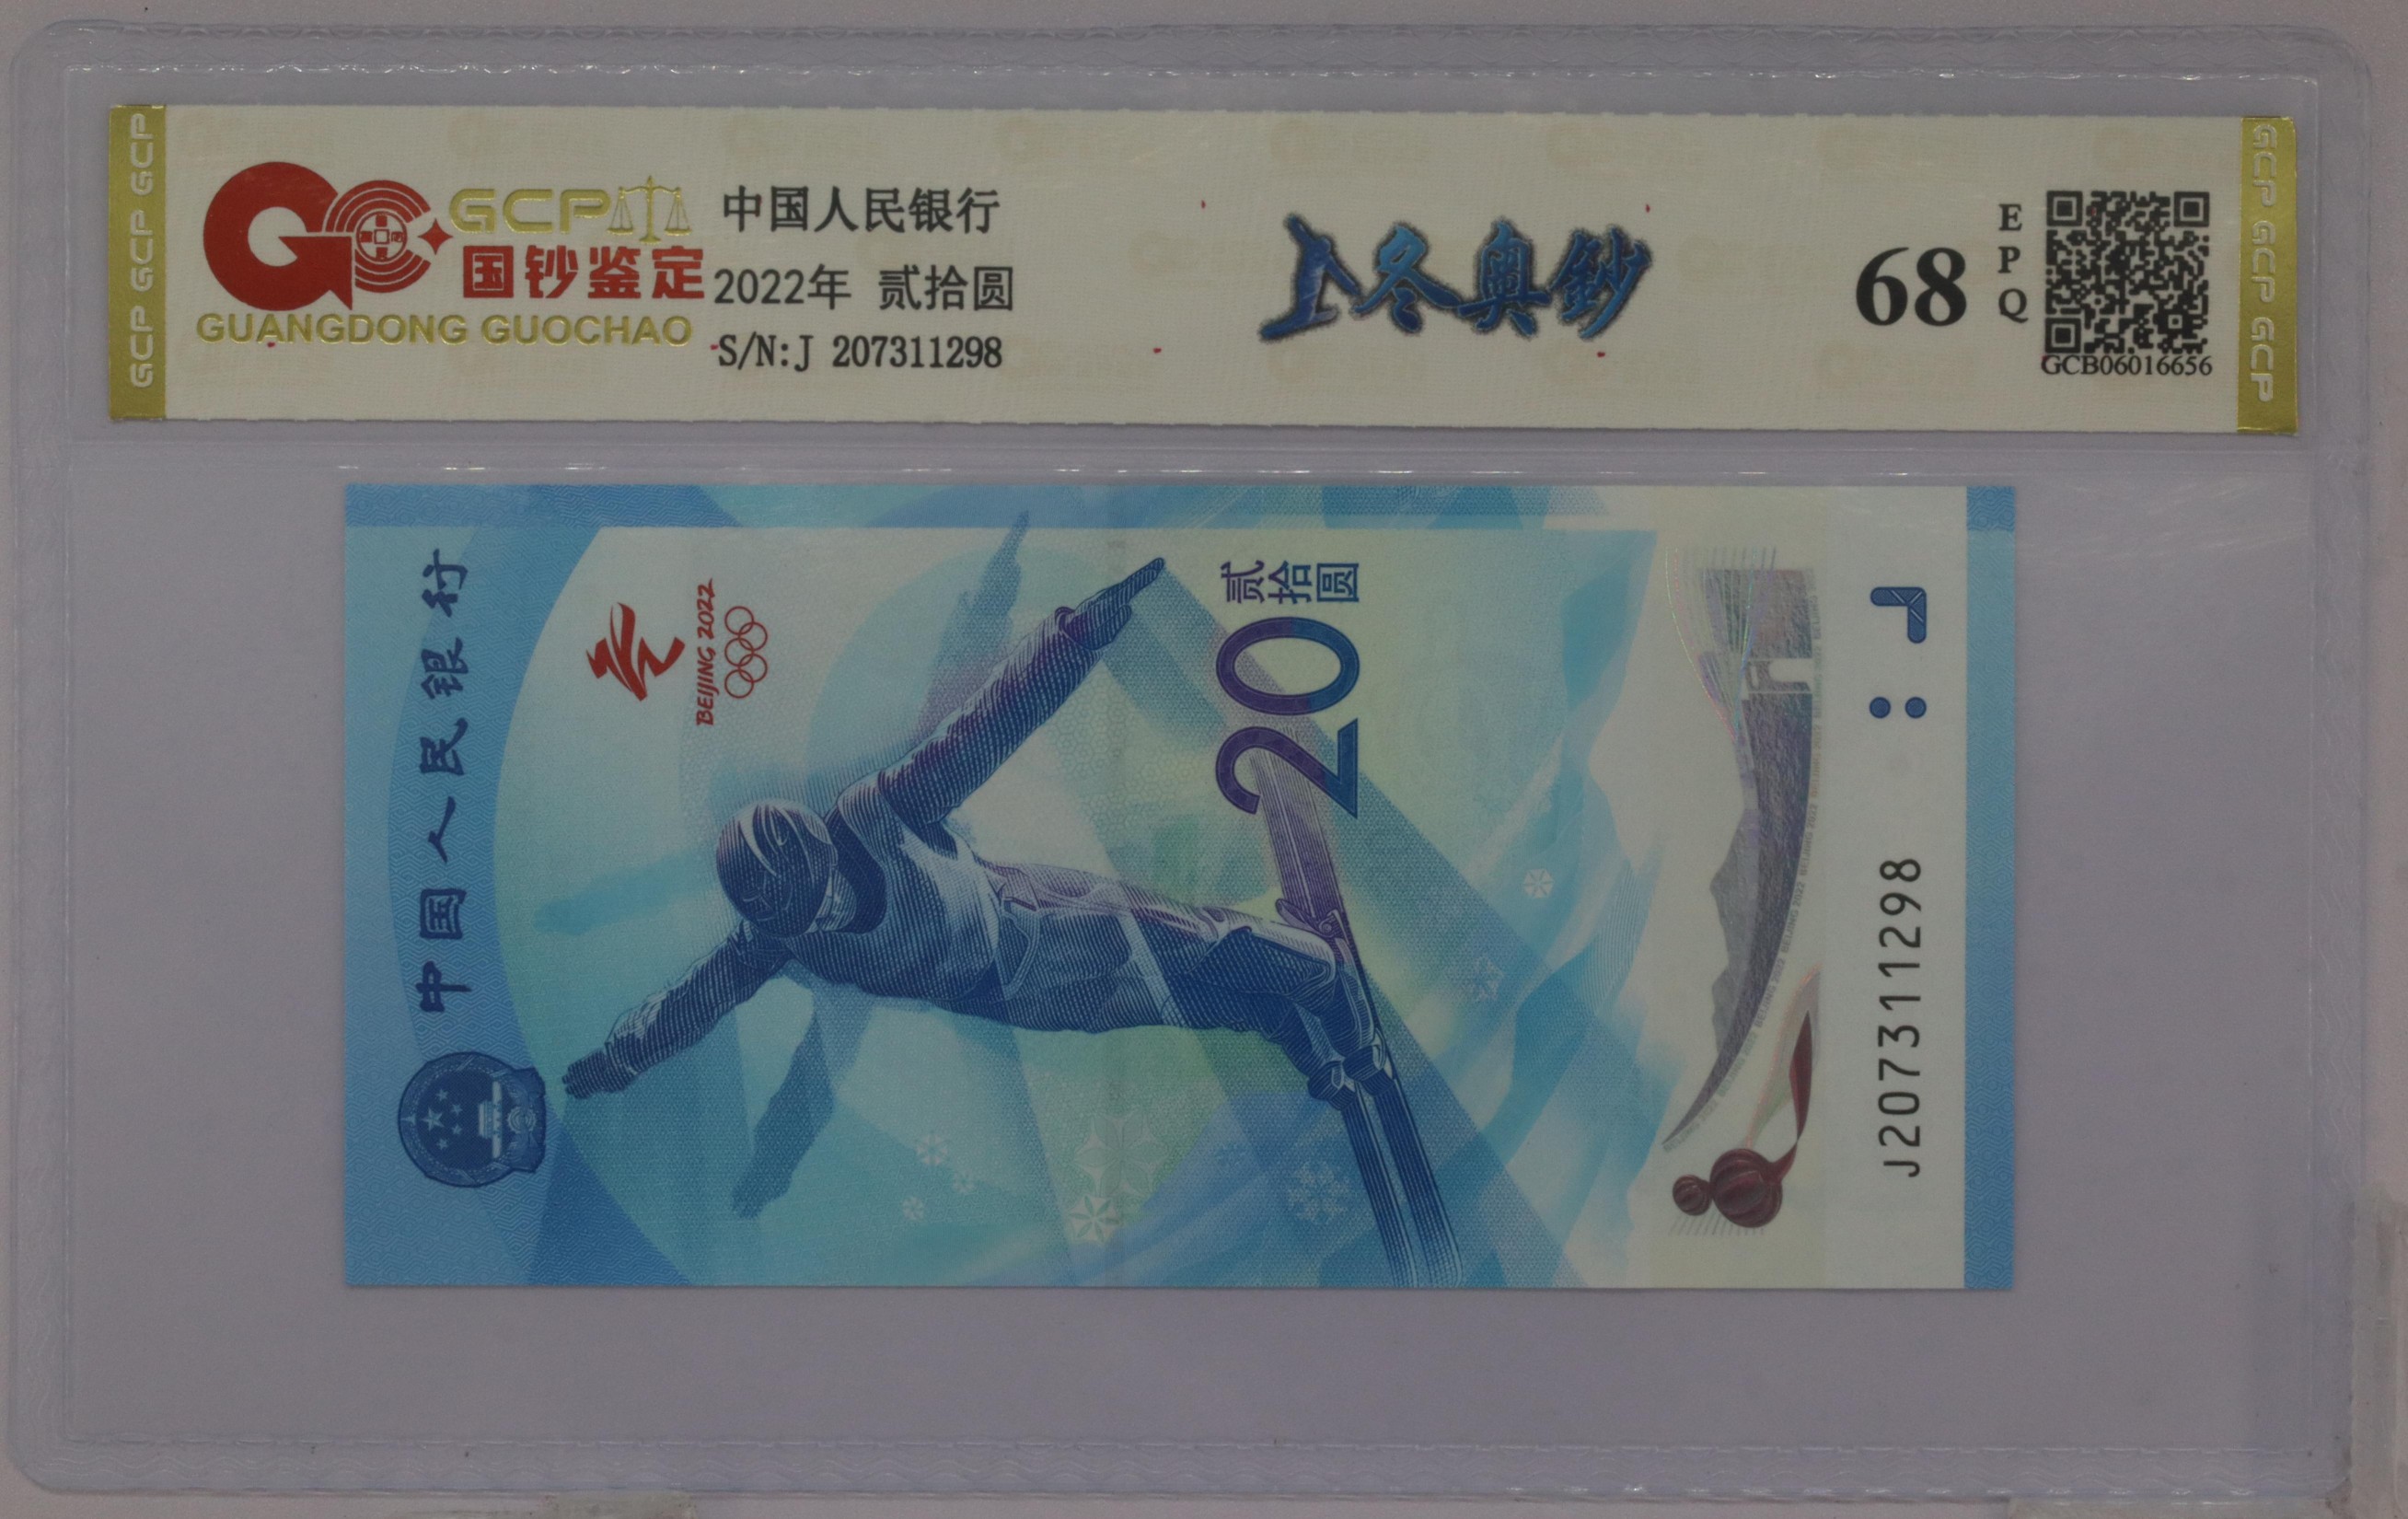 GCP GCP GCP
GCP
国钞鉴定
GUANGDONG GUOCHAO
中国人民银行
2022年 贰拾圆
S/N:J 207311298
冬奥鈔
68
EPQ
GCB06016656
GCP GCP GCP
中国人民银行
BEIJING 2022
贰拾圆
20
J207311298